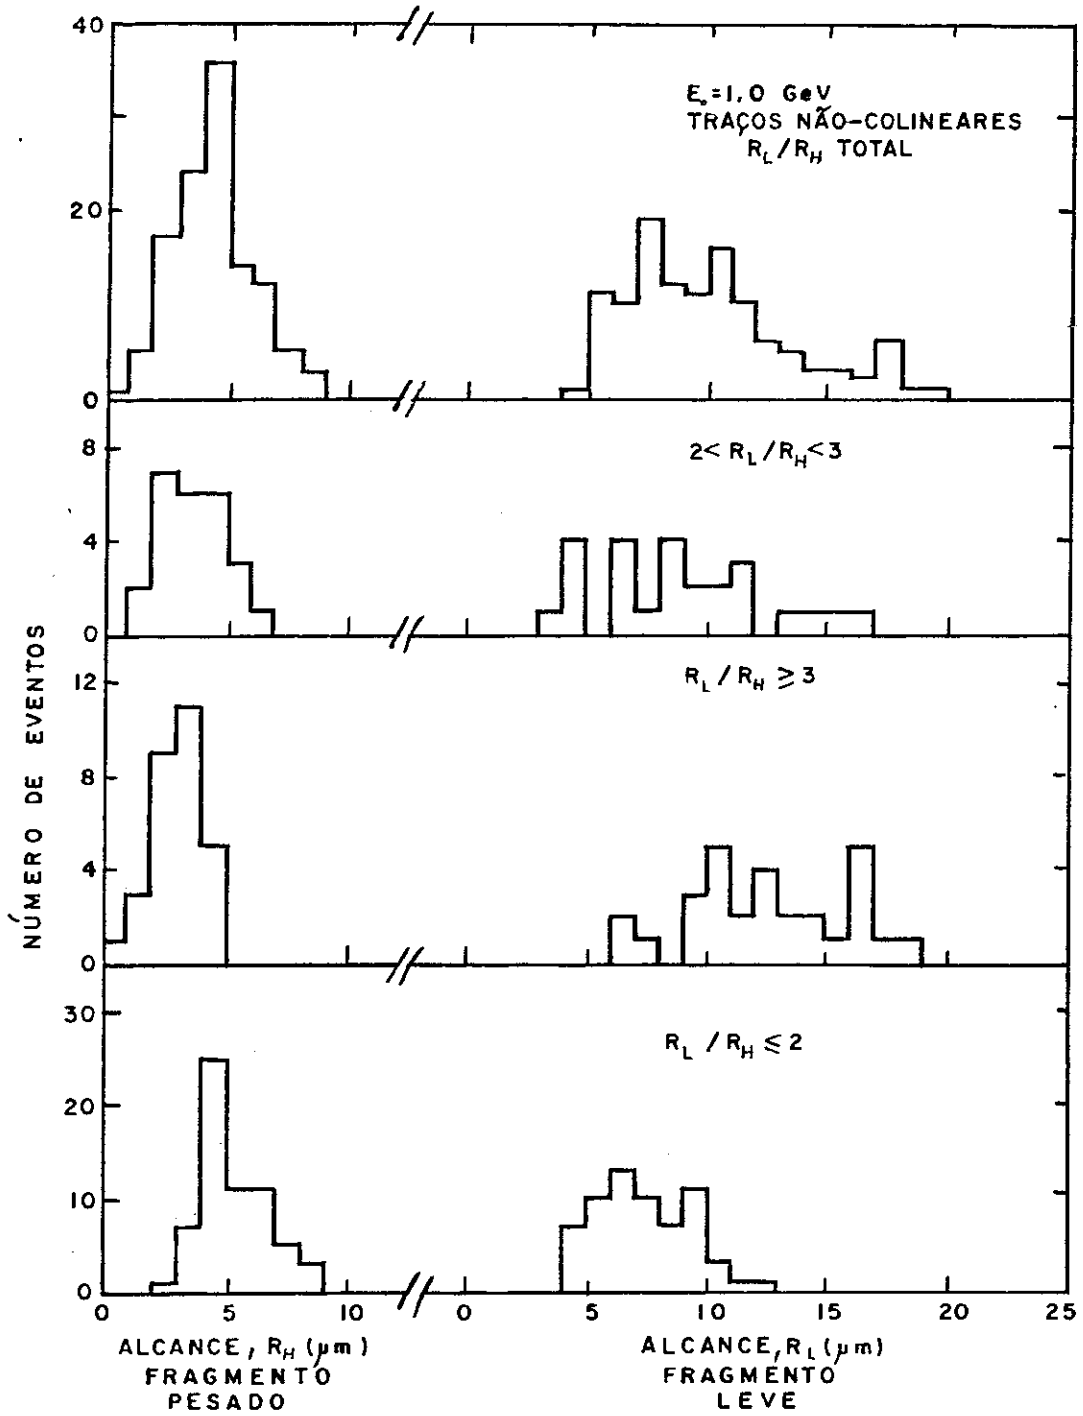 40
20
0
E₀=1,0 GeV
TRAÇOS NÃO-COLINEARES
R_L/R_H TOTAL
8
4
0
2< R_L/R_H<3
12
8
4
0
R_L / R_H ≥ 3
30
20
10
0
R_L / R_H ≤ 2
NÚMERO DE EVENTOS
0 5 10 0 5 10 15 20 25
ALCANCE, R_H (μm)
FRAGMENTO
PESADO
ALCANCE, R_L (μm)
FRAGMENTO
LEVE